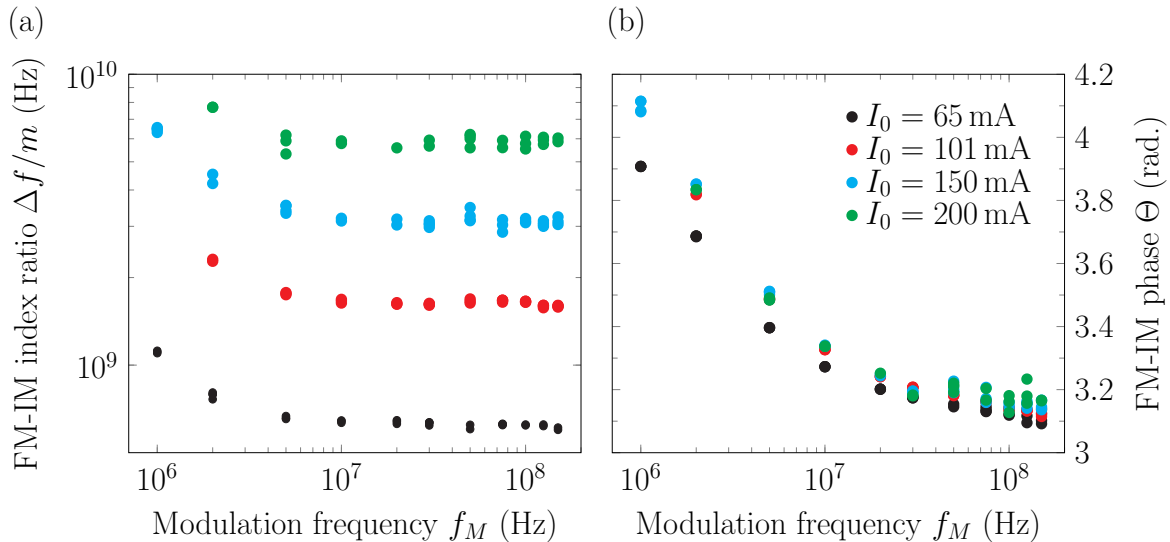 (a)
(b)
FM-IM index ratio Δf/m (Hz)
10^10
10^9
10^6
10^7
10^8
Modulation frequency f_M (Hz)
I_0 = 65 mA
I_0 = 101 mA
I_0 = 150 mA
I_0 = 200 mA
4.2
4
3.8
3.6
3.4
3.2
3
FM-IM phase Θ (rad.)
10^6
10^7
10^8
Modulation frequency f_M (Hz)